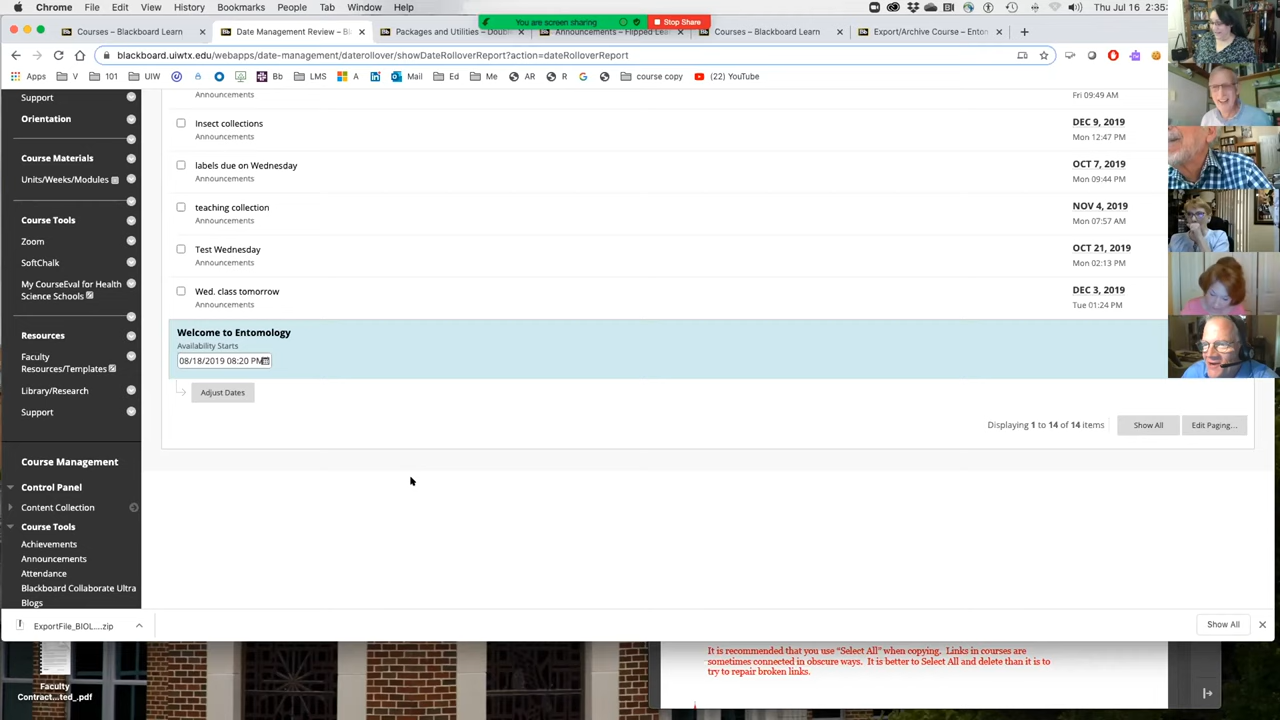 Chrome File Edit View History Bookmarks People Tab Window Help
Thu Jul 16 2:35
You are screen sharing Stop Share
Courses – Blackboard Learn
Date Management Review – B
Packages and Utilities – Double
Announcements – Flipped Lea
Courses – Blackboard Learn
Export/Archive Course – Entom
blackboard.uiwtx.edu/webapps/date-management/daterollover/showDateRolloverReport?action=dateRolloverReport
Apps V 101 UIW Bb LMS A Mail Ed Me AR R course copy (22) YouTube
Support
Orientation
Course Materials
Units/Weeks/Modules
Course Tools
Zoom
SoftChalk
My CourseEval for Health
Science Schools
Resources
Faculty
Resources/Templates
Library/Research
Support
Course Management
Control Panel
Content Collection
Course Tools
Achievements
Announcements
Attendance
Blackboard Collaborate Ultra
Blogs
Announcements
Fri 09:49 AM
Insect collections
DEC 9, 2019
Announcements
Mon 12:47 PM
labels due on Wednesday
OCT 7, 2019
Announcements
Mon 09:44 PM
teaching collection
NOV 4, 2019
Announcements
Mon 07:57 AM
Test Wednesday
OCT 21, 2019
Announcements
Mon 02:13 PM
Wed. class tomorrow
DEC 3, 2019
Announcements
Tue 01:24 PM
Welcome to Entomology
Availability Starts
08/18/2019 08:20 PM
Adjust Dates
Displaying 1 to 14 of 14 items
Show All
Edit Paging...
ExportFile_BIOL....zip
Show All
Faculty
Contract...ted_.pdf
It is recommended that you use “Select All” when copying. Links in courses are
sometimes connected in obscure ways. It is better to Select All and delete than it is to
try to repair broken links.